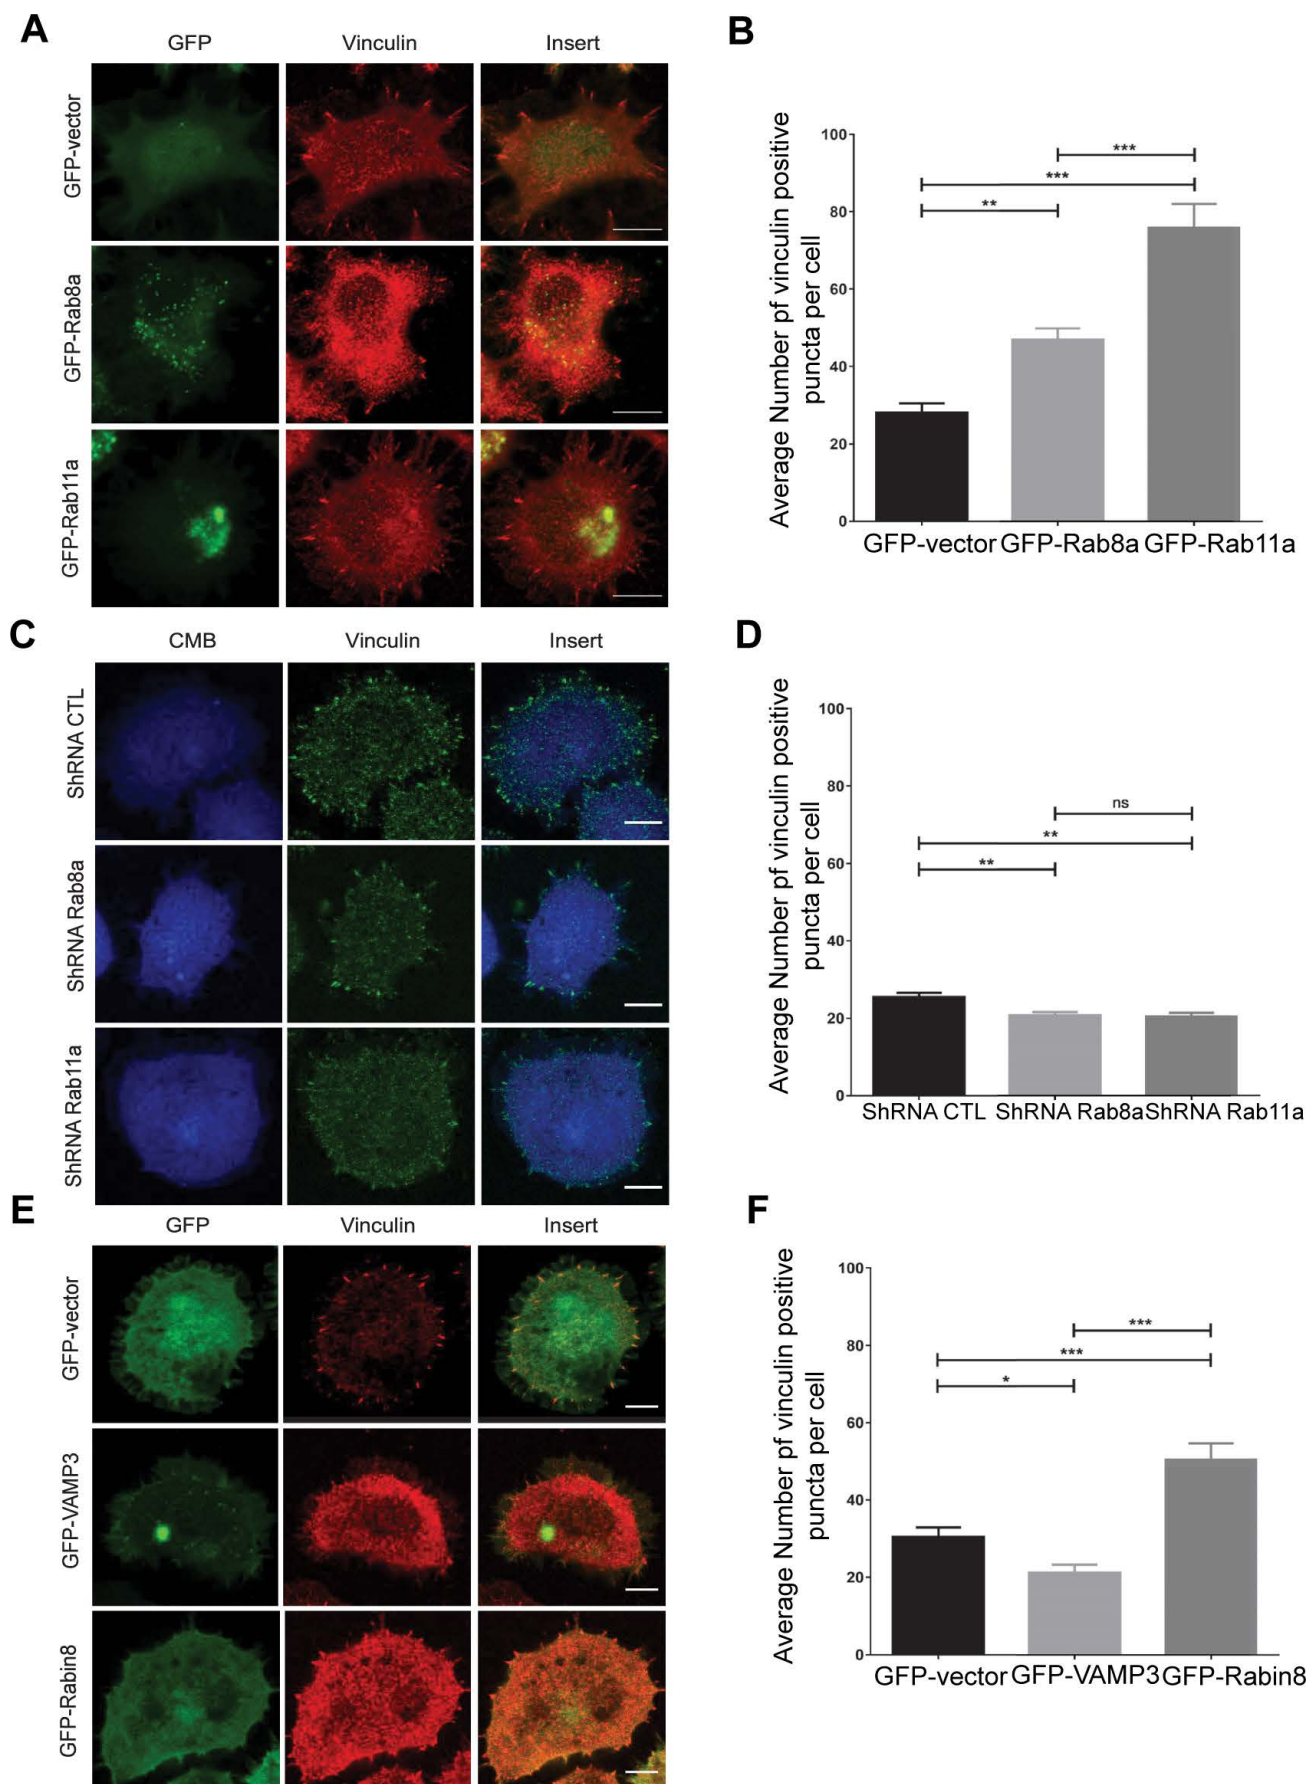 A
GFP
Vinculin
Insert
GFP-vector
GFP-Rab8a
GFP-Rab11a
B
Average Number pf vinculin positive
puncta per cell
100
80
60
40
20
0
***
***
**
GFP-vector GFP-Rab8a GFP-Rab11a
C
CMB
Vinculin
Insert
ShRNA CTL
ShRNA Rab8a
ShRNA Rab11a
D
Average Number pf vinculin positive
puncta per cell
100
80
60
40
20
0
ns
**
**
ShRNA CTL ShRNA Rab8a ShRNA Rab11a
E
GFP
Vinculin
Insert
GFP-vector
GFP-VAMP3
GFP-Rabin8
F
Average Number pf vinculin positive
puncta per cell
100
80
60
40
20
0
***
***
*
GFP-vector GFP-VAMP3 GFP-Rabin8